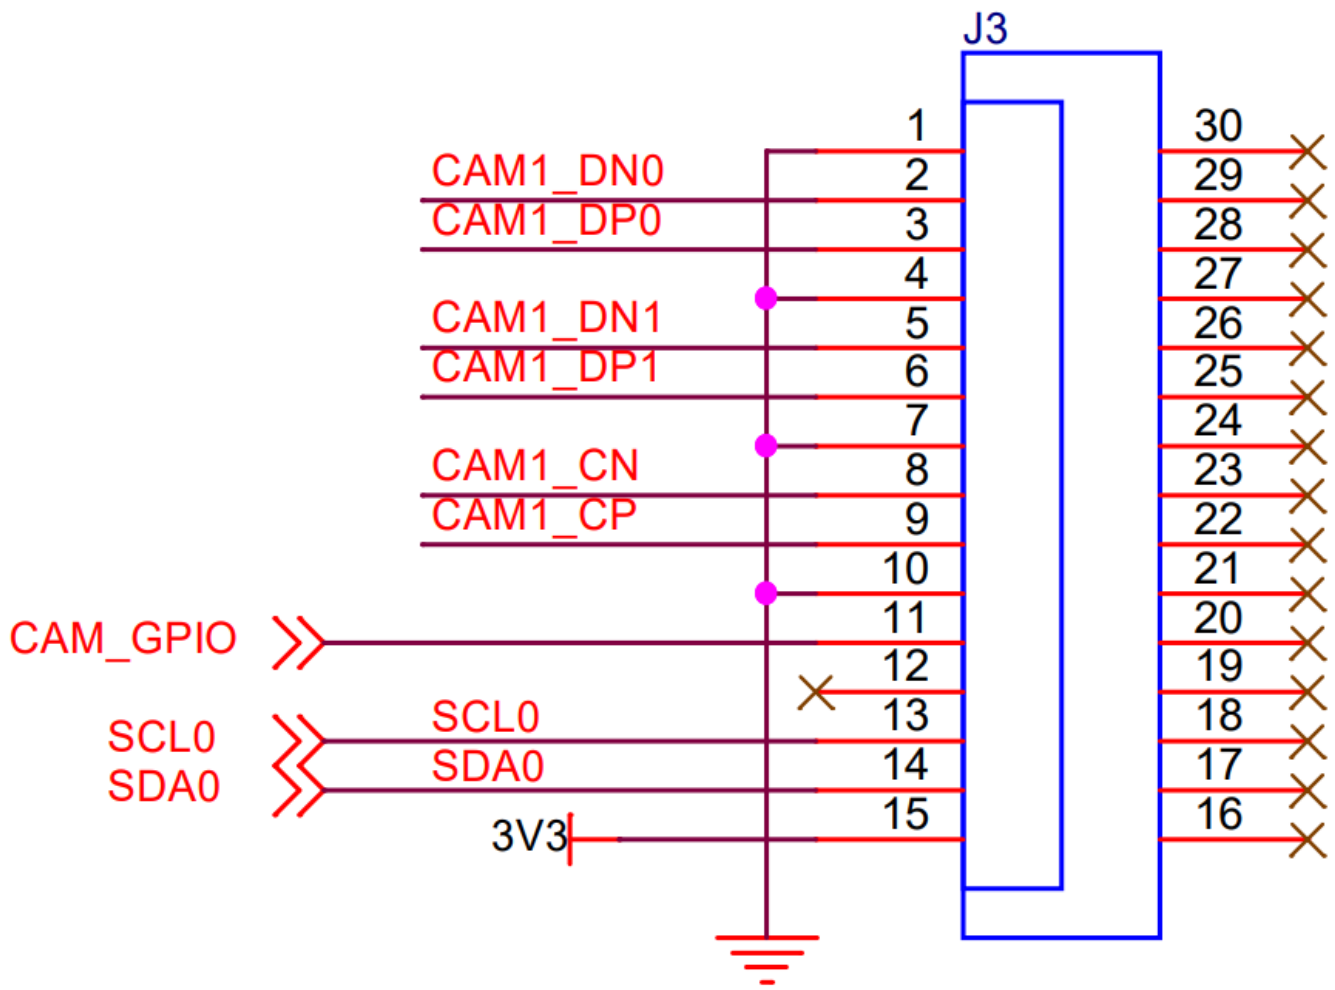 J3
1 30
CAM1_DN0 2 29
CAM1_DP0 3 28
4 27
CAM1_DN1 5 26
CAM1_DP1 6 25
7 24
CAM1_CN 8 23
CAM1_CP 9 22
10 21
CAM_GPIO 11 20
12 19
SCL0 SCL0 13 18
SDA0 SDA0 14 17
3V3 15 16